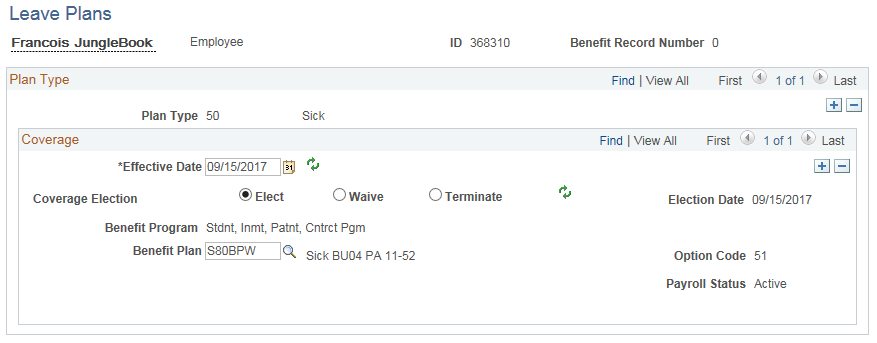 Leave Plans
Francois JungleBook Employee ID 368310 Benefit Record Number 0
Plan Type Find | View All First 1 of 1 Last
Plan Type 50 Sick
Coverage Find | View All First 1 of 1 Last
*Effective Date 09/15/2017 31
Coverage Election Elect Waive Terminate Election Date 09/15/2017
Benefit Program Stdnt, Inmt, Patnt, Cntrct Pgm
Benefit Plan S80BPW Sick BU04 PA 11-52 Option Code 51
Payroll Status Active